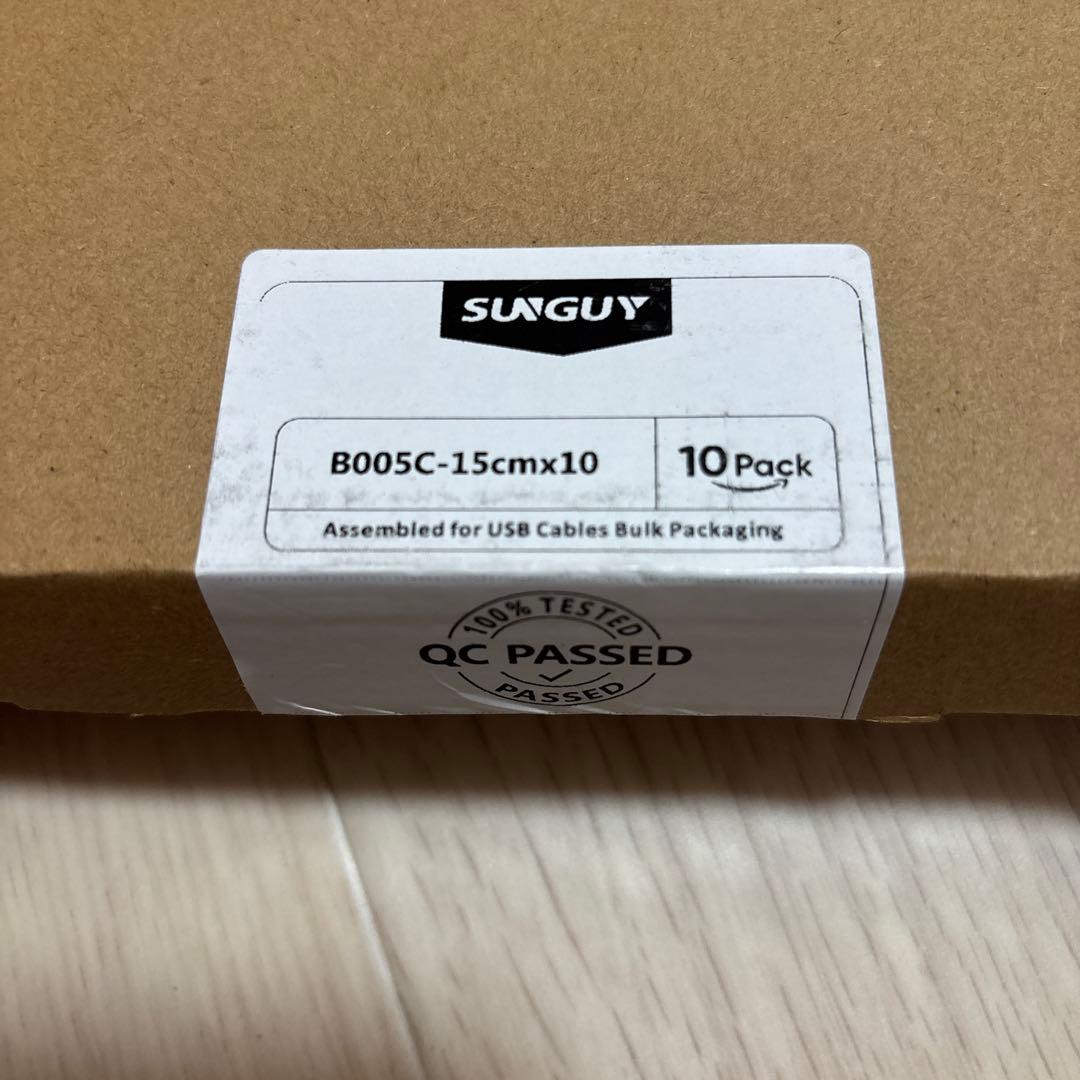 SUNGUY
B005C-15cmx10
10 Pack
Assembled for USB Cables Bulk Packaging
100% TESTED
QC PASSED
PASSED